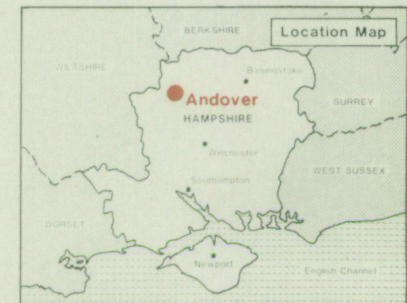 Location Map
BERKSHIRE
WILTSHIRE
Basingstoke
Andover
SURREY
HAMPSHIRE
Winchester
WEST SUSSEX
Southampton
DORSET
Newport
English Channel